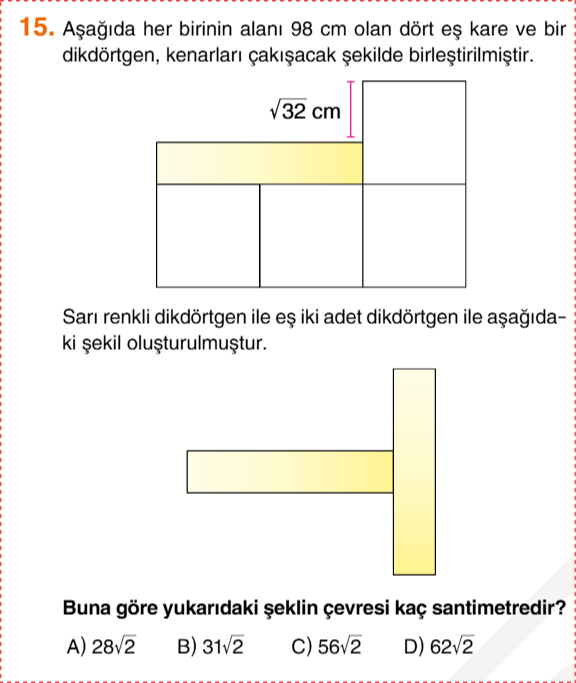 15. Aşağıda her birinin alanı 98 cm olan dört eş kare ve bir
dikdörtgen, kenarları çakışacak şekilde birleştirilmiştir.
√32 cm
Sarı renkli dikdörtgen ile eş iki adet dikdörtgen ile aşağıda-
ki şekil oluşturulmuştur.
Buna göre yukarıdaki şeklin çevresi kaç santimetredir?
A) 28√2 B) 31√2 C) 56√2 D) 62√2